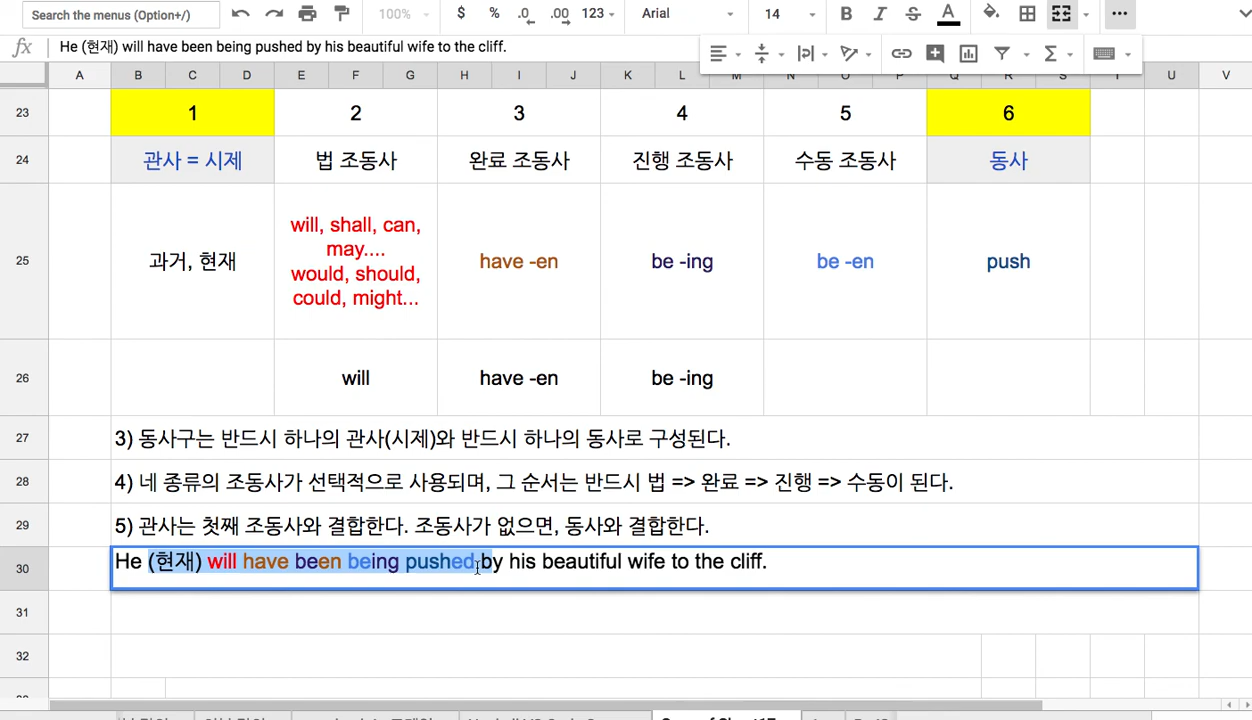 Search the menus (Option+/) 100% $ % .0 .00 123 Arial 14 B I S A ...
fx He (현재) will have been being pushed by his beautiful wife to the cliff.
A B C D E F G H I J K L M N O P Q R S T U V
23 1 2 3 4 5 6
24 관사 = 시제 법 조동사 완료 조동사 진행 조동사 수동 조동사 동사
25 과거, 현재 will, shall, can,
may....
would, should,
could, might... have -en be -ing be -en push
26 will have -en be -ing
27 3) 동사구는 반드시 하나의 관사(시제)와 반드시 하나의 동사로 구성된다.
28 4) 네 종류의 조동사가 선택적으로 사용되며, 그 순서는 반드시 법 => 완료 => 진행 => 수동이 된다.
29 5) 관사는 첫째 조동사와 결합한다. 조동사가 없으면, 동사와 결합한다.
30 He (현재) will have been being pushed by his beautiful wife to the cliff.
31
32